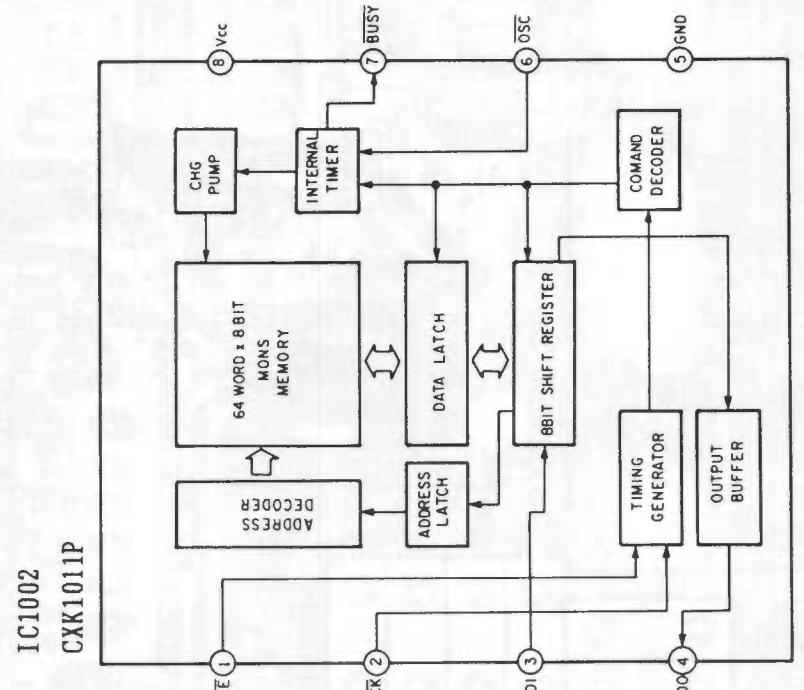 IC1002
CXK1011P
8 Vcc
7 BUSY
6 OSC
5 GND
CHG
PUMP
INTERNAL
TIMER
COMAND
DECODER
64 WORD x 8BIT
MONS
MEMORY
DATA LATCH
8BIT SHIFT REGISTER
ADDRESS
DECODER
ADDRESS
LATCH
TIMING
GENERATOR
OUTPUT
BUFFER
1
2
DI 3
4